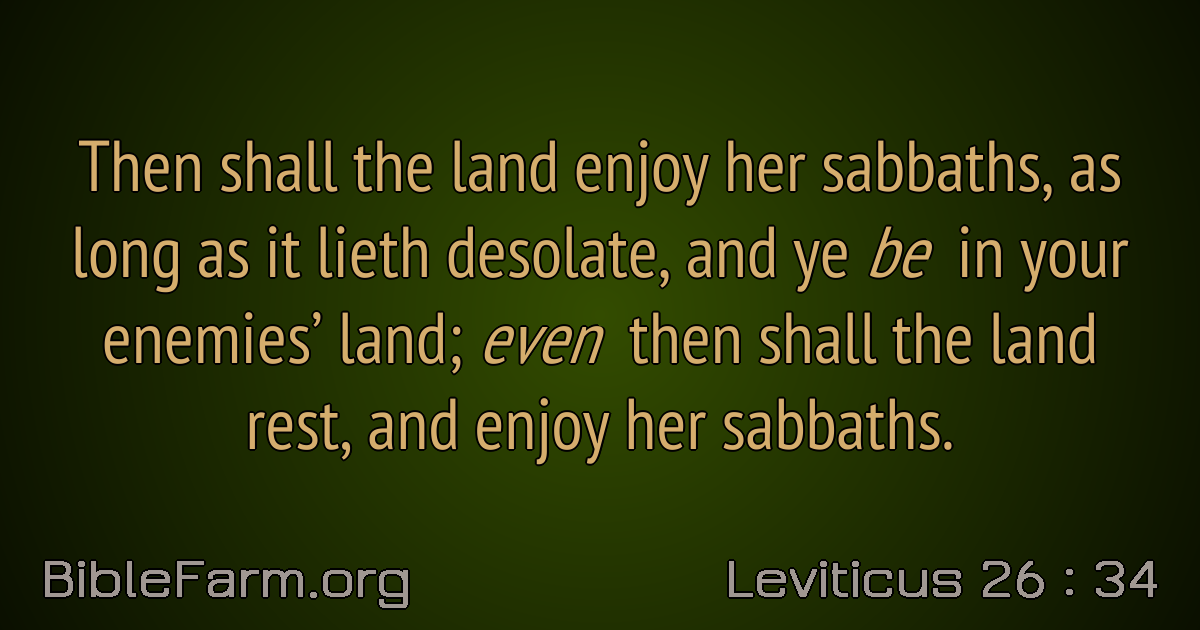 Then shall the land enjoy her sabbaths, as
long as it lieth desolate, and ye be in your
enemies’ land; even then shall the land
rest, and enjoy her sabbaths.
BibleFarm.org
Leviticus 26 : 34